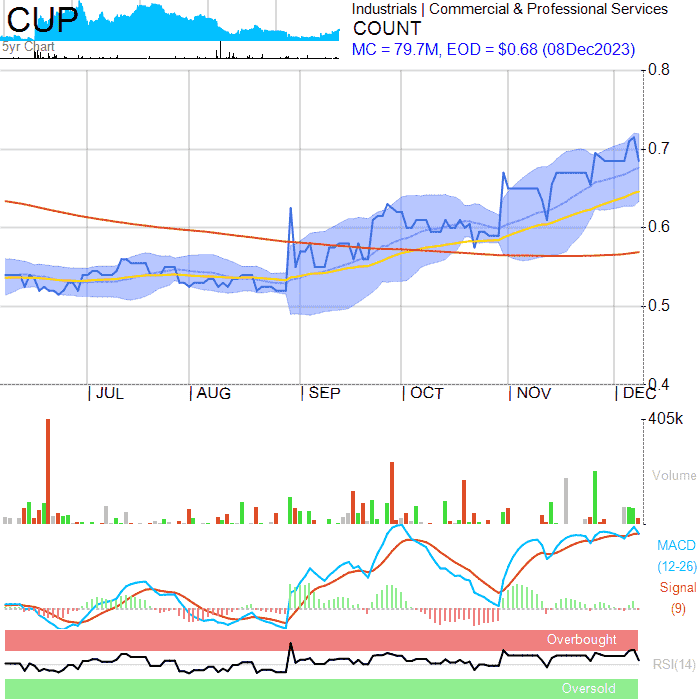 CUP
5yr Chart
Industrials | Commercial & Professional Services
COUNT
MC = 79.7M, EOD = $0.68 (08Dec2023)
0.8
0.7
0.6
0.5
0.4
JUL
AUG
SEP
OCT
NOV
DEC
405k
Volume
MACD
(12-26)
Signal
(9)
Overbought
RSI(14)
Oversold